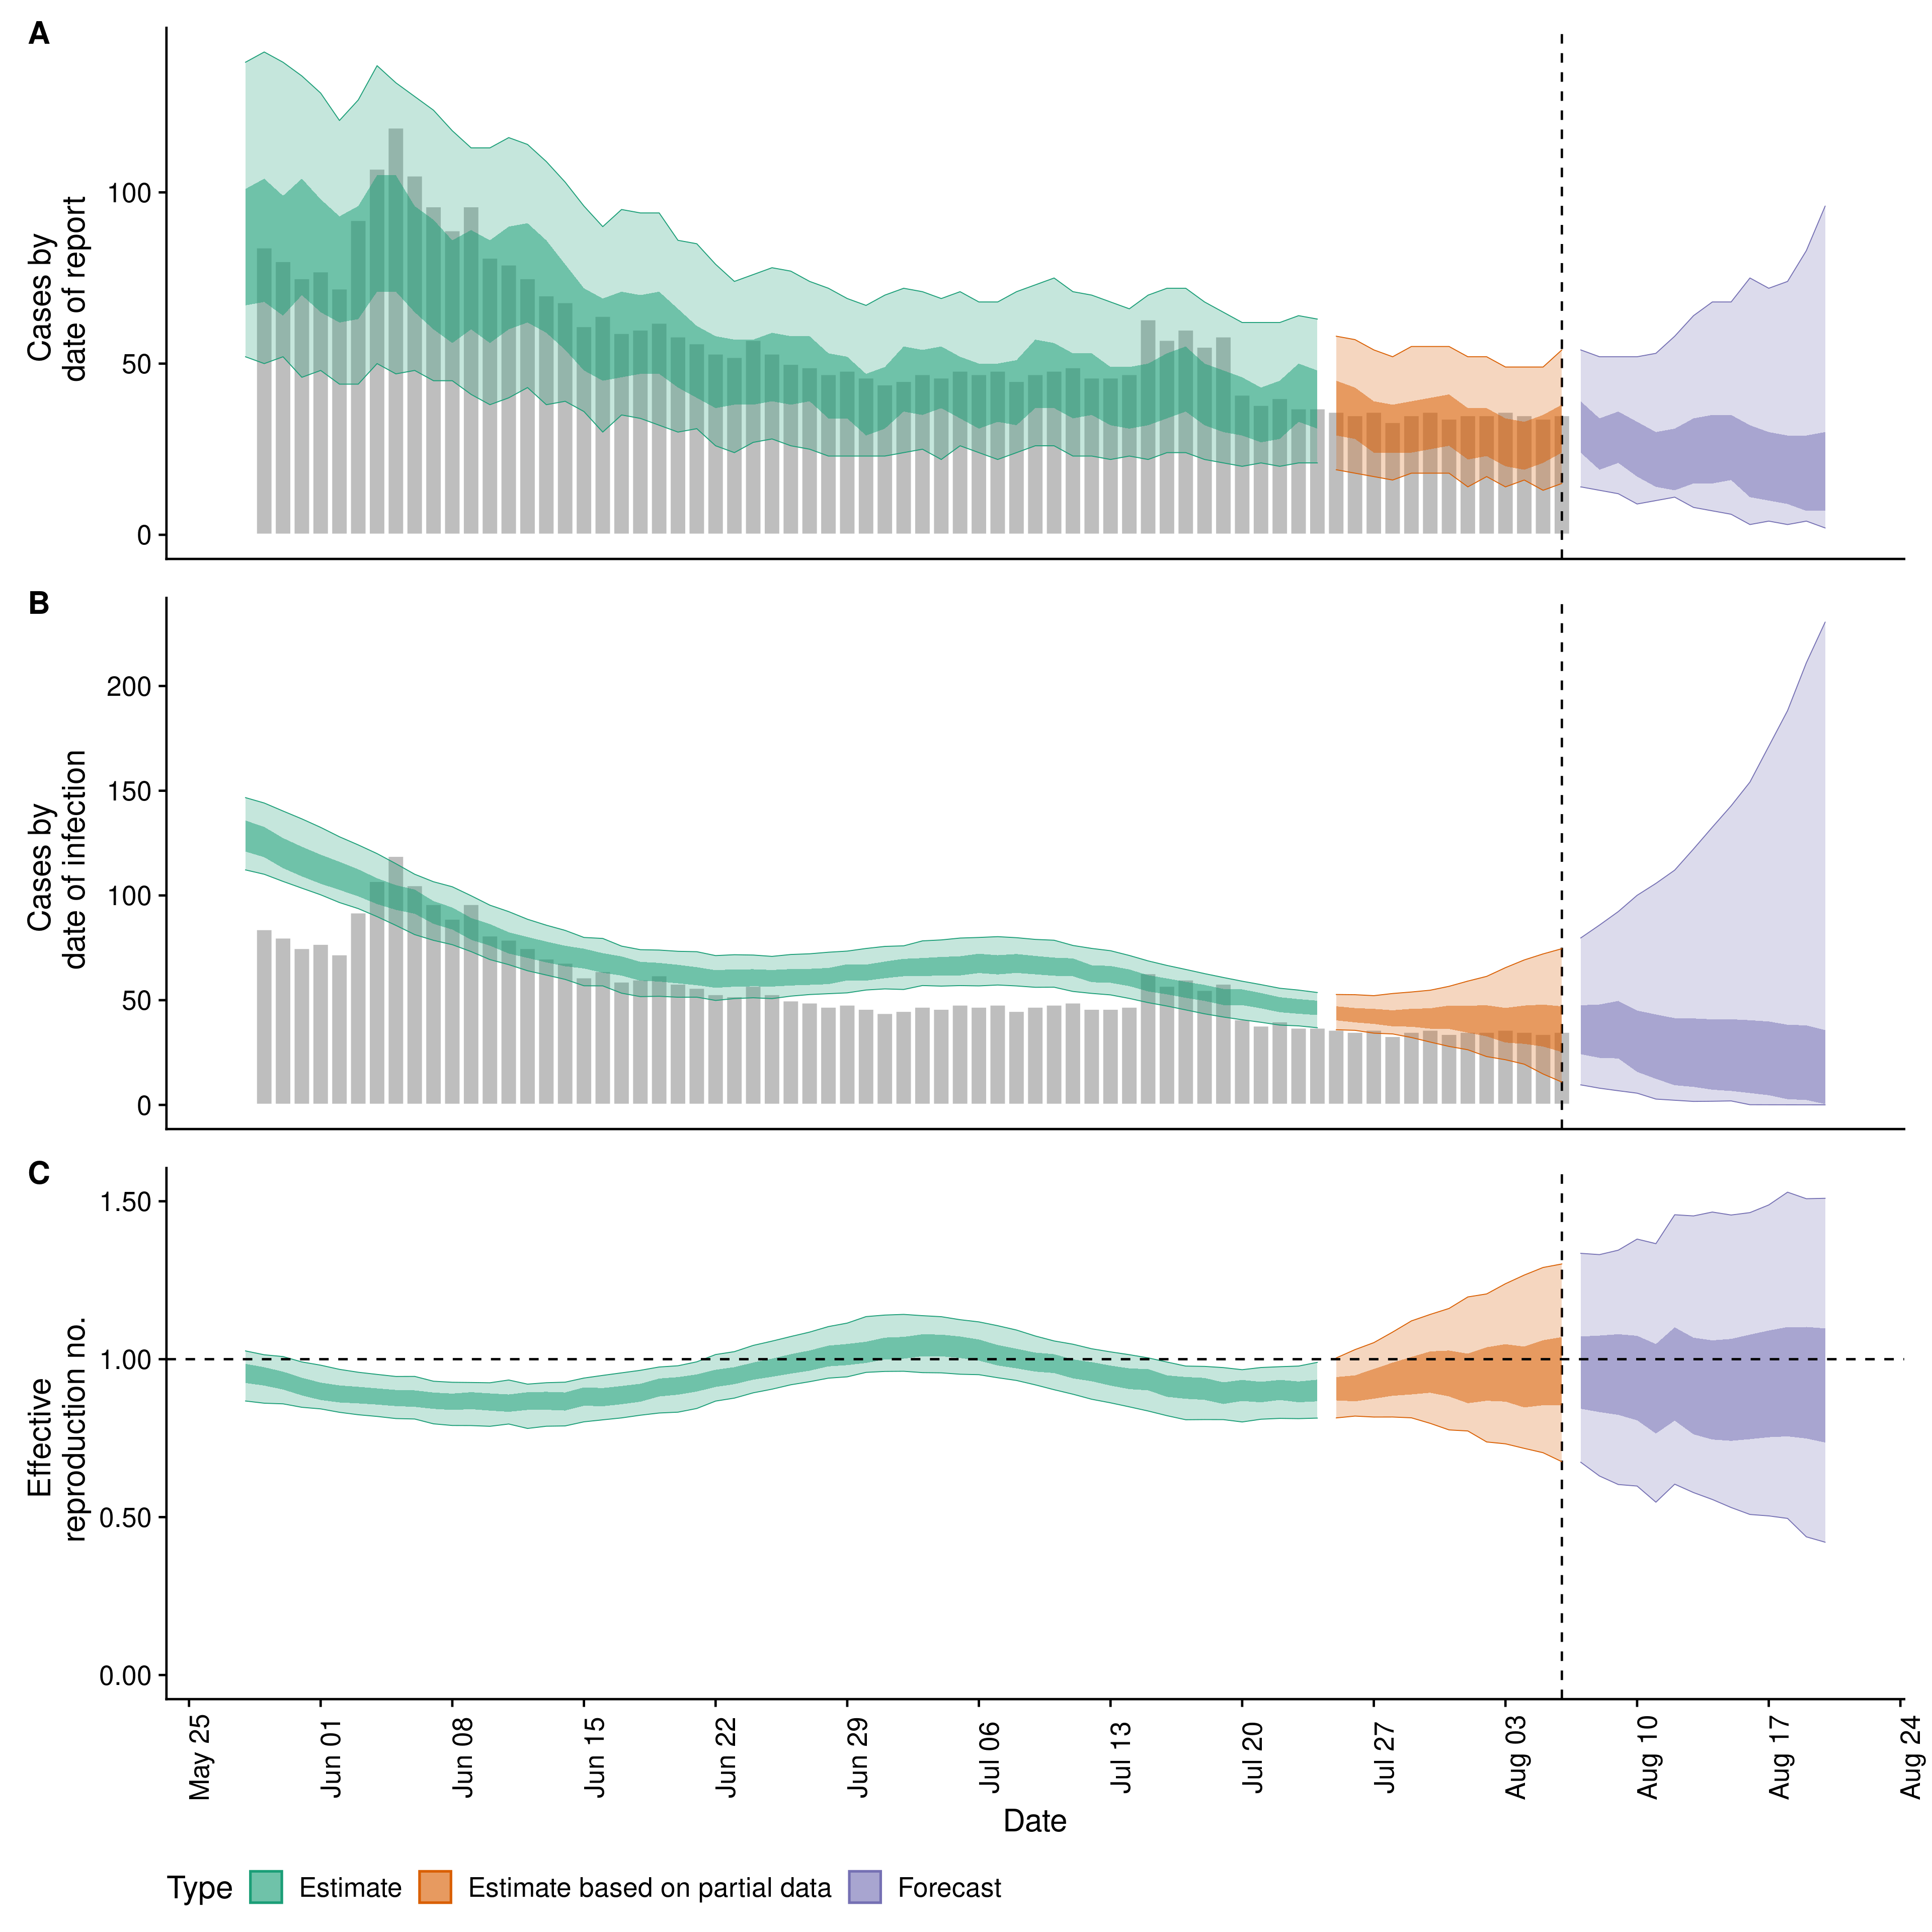 A
Cases by
date of report
100
50
0
B
Cases by
date of infection
200
150
100
50
0
C
Effective
reproduction no.
1.50
1.00
0.50
0.00
May 25
Jun 01
Jun 08
Jun 15
Jun 22
Jun 29
Jul 06
Jul 13
Jul 20
Jul 27
Aug 03
Aug 10
Aug 17
Aug 24
Date
Type Estimate Estimate based on partial data Forecast